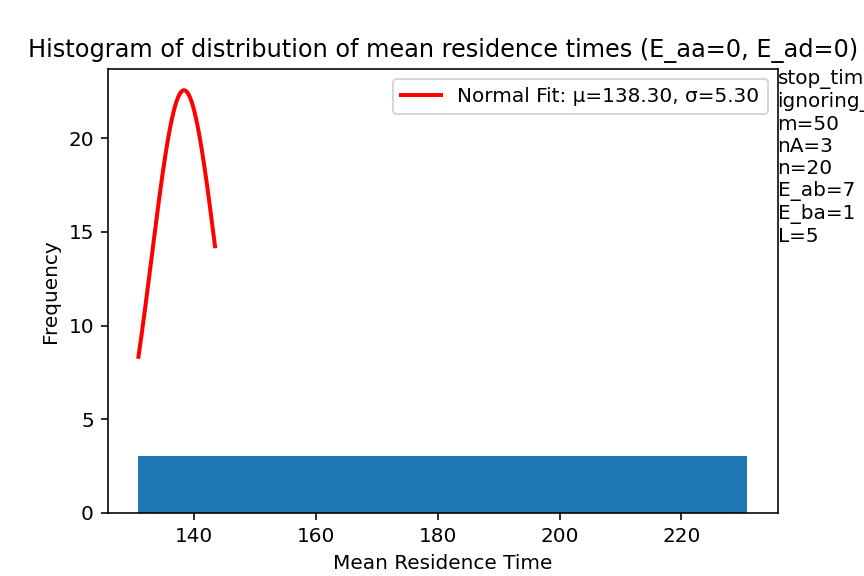 Histogram of distribution of mean residence times (E_aa=0, E_ad=0)
Normal Fit: μ=138.30, σ=5.30
stop_tim
ignoring_
m=50
nA=3
n=20
E_ab=7
E_ba=1
L=5
Frequency
20
15
10
5
0
140 160 180 200 220
Mean Residence Time